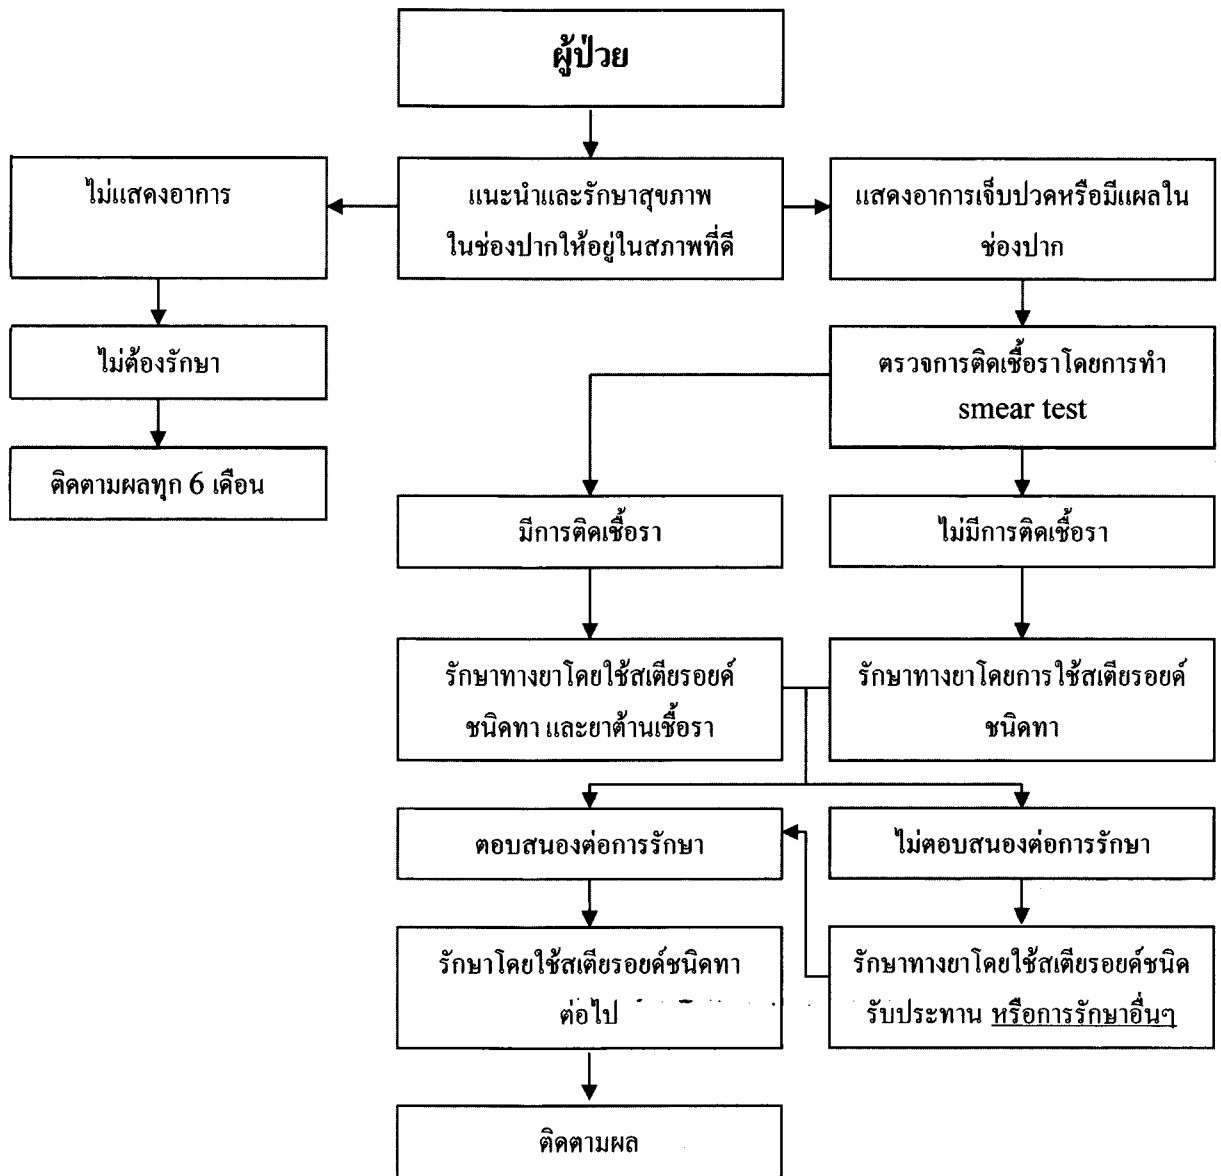 ผู้ป่วย
ไม่แสดงอาการ
แนะนำและรักษาสุขภาพ
ในช่องปากให้อยู่ในสภาพที่ดี
แสดงอาการเจ็บปวดหรือมีแผลใน
ช่องปาก
ไม่ต้องรักษา
ตรวจการติดเชื้อราโดยการทำ
smear test
ติดตามผลทุก 6 เดือน
มีการติดเชื้อรา
ไม่มีการติดเชื้อรา
รักษาทางยาโดยใช้สเตียรอยด์
ชนิดทา และยาต้านเชื้อรา
รักษาทางยาโดยการใช้สเตียรอยด์
ชนิดทา
ตอบสนองต่อการรักษา
ไม่ตอบสนองต่อการรักษา
รักษาโดยใช้สเตียรอยด์ชนิดทา
ต่อไป
รักษาทางยาโดยใช้สเตียรอยด์ชนิด
รับประทาน หรือการรักษาอื่นๆ
ติดตามผล